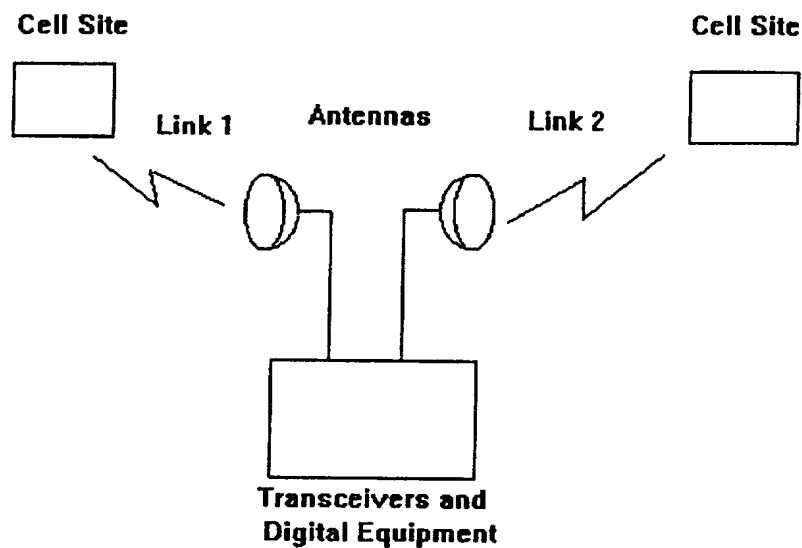 Cell Site
Cell Site
Link 1
Antennas
Link 2
Transceivers and
Digital Equipment